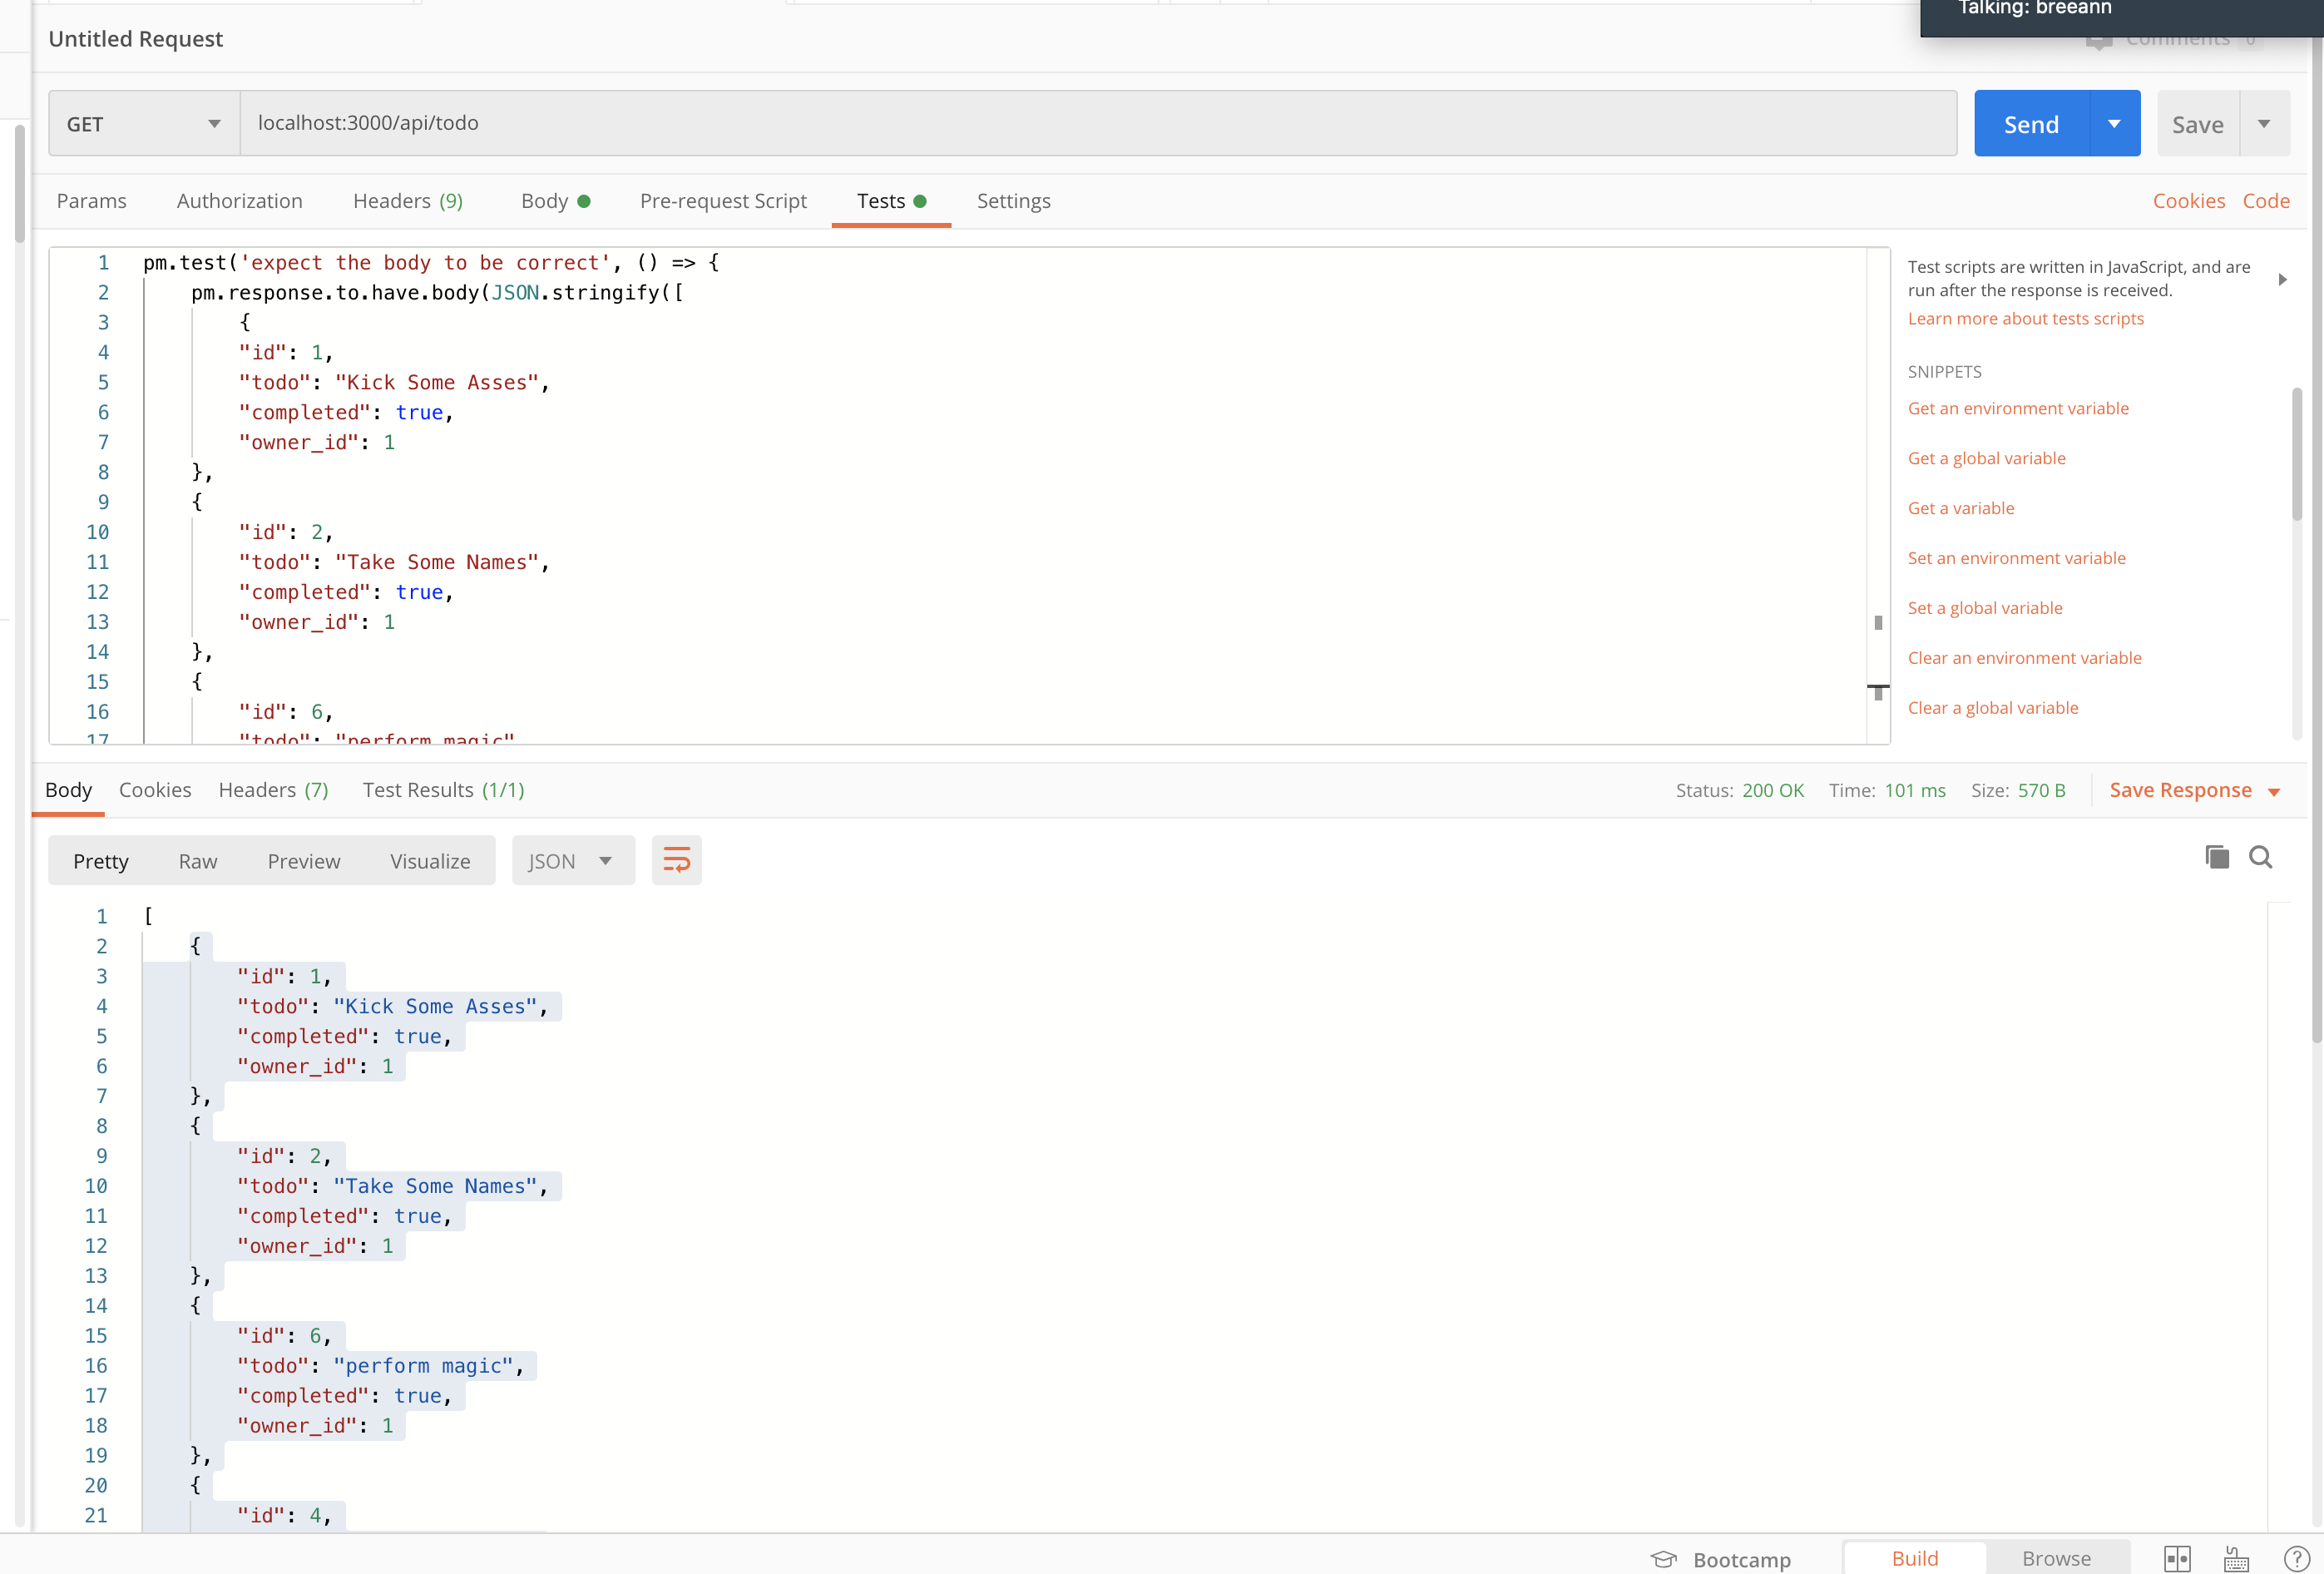 Talking: breeann
Untitled Request
Comments 0
GET localhost:3000/api/todo Send Save
Params Authorization Headers (9) Body Pre-request Script Tests Settings Cookies Code
1 pm.test('expect the body to be correct', () => {
2 pm.response.to.have.body(JSON.stringify([
3 {
4 "id": 1,
5 "todo": "Kick Some Asses",
6 "completed": true,
7 "owner_id": 1
8 },
9 {
10 "id": 2,
11 "todo": "Take Some Names",
12 "completed": true,
13 "owner_id": 1
14 },
15 {
16 "id": 6,
17 "todo": "perform magic"
Test scripts are written in JavaScript, and are
run after the response is received.
Learn more about tests scripts
SNIPPETS
Get an environment variable
Get a global variable
Get a variable
Set an environment variable
Set a global variable
Clear an environment variable
Clear a global variable
Body Cookies Headers (7) Test Results (1/1) Status: 200 OK Time: 101 ms Size: 570 B Save Response
Pretty Raw Preview Visualize JSON
1 [
2 {
3 "id": 1,
4 "todo": "Kick Some Asses",
5 "completed": true,
6 "owner_id": 1
7 },
8 {
9 "id": 2,
10 "todo": "Take Some Names",
11 "completed": true,
12 "owner_id": 1
13 },
14 {
15 "id": 6,
16 "todo": "perform magic",
17 "completed": true,
18 "owner_id": 1
19 },
20 {
21 "id": 4,
Bootcamp Build Browse ?